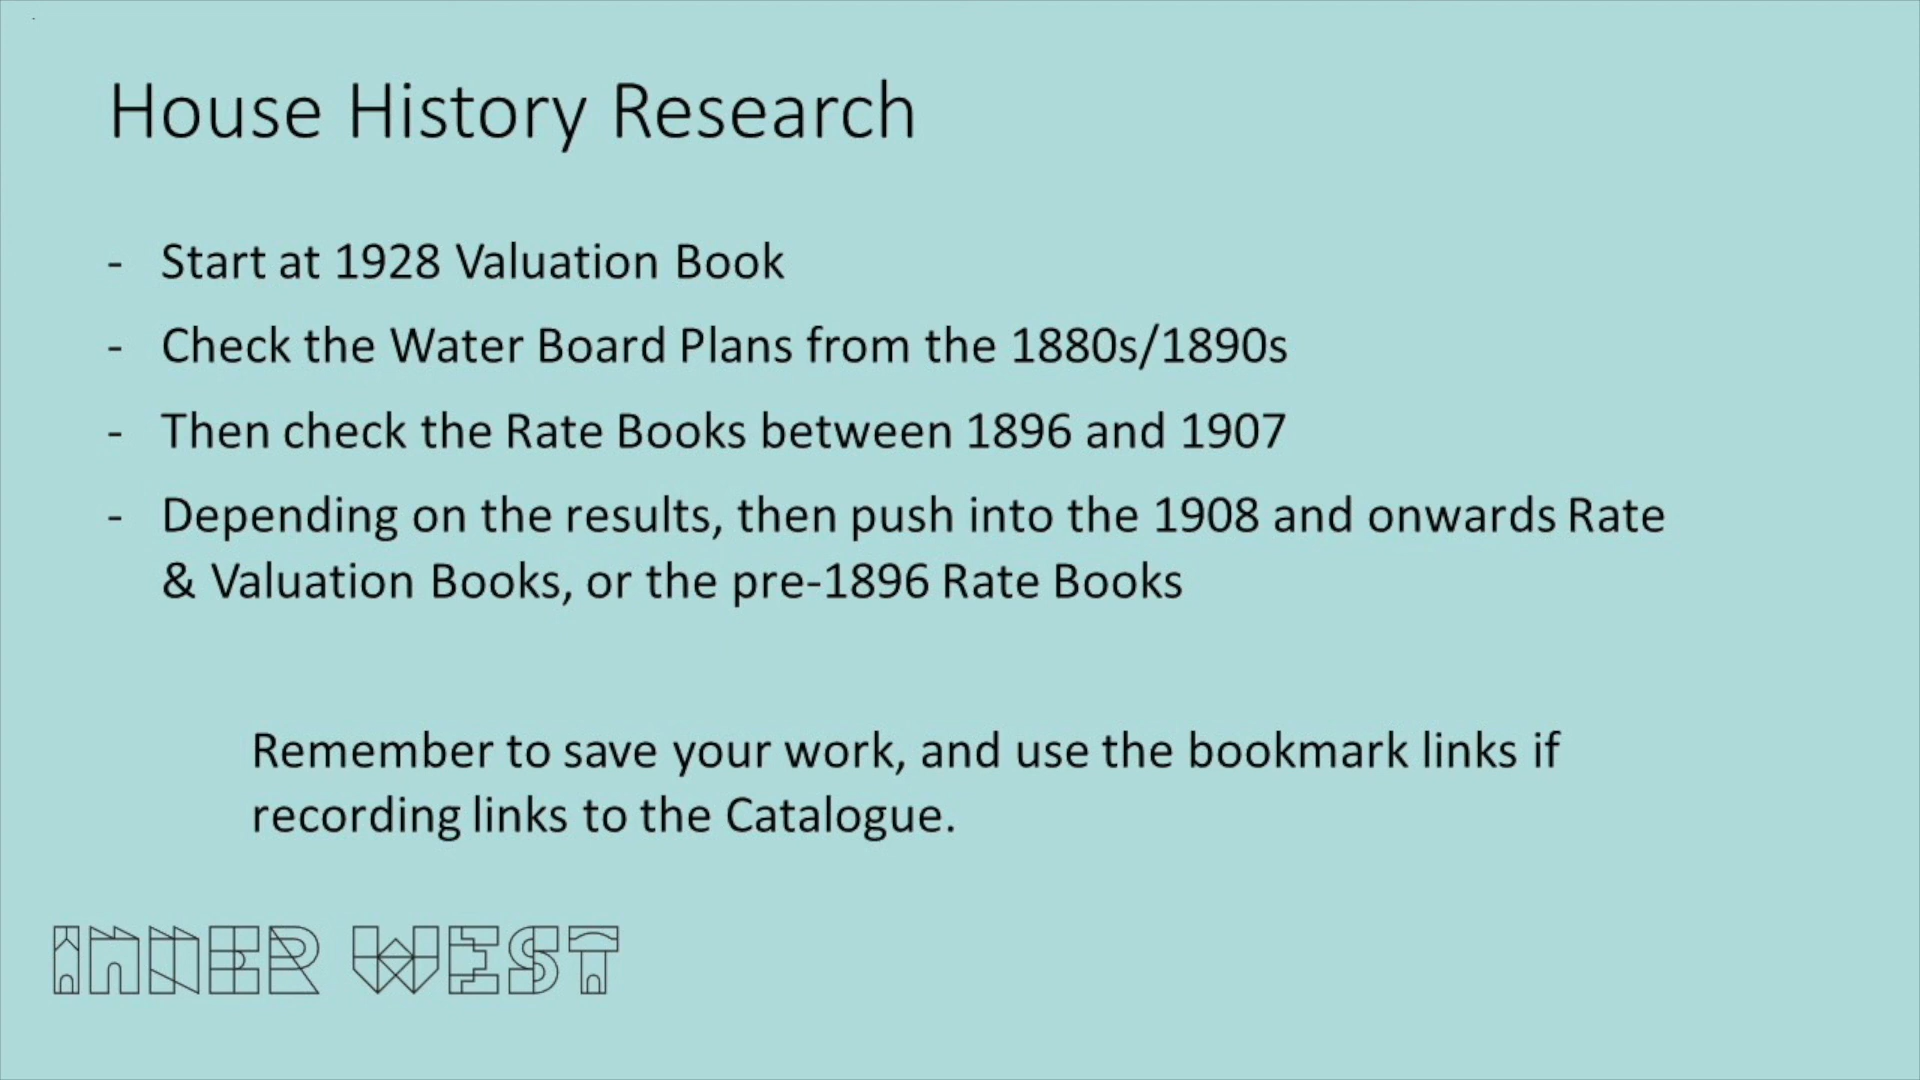 House History Research
- Start at 1928 Valuation Book
- Check the Water Board Plans from the 1880s/1890s
- Then check the Rate Books between 1896 and 1907
- Depending on the results, then push into the 1908 and onwards Rate
& Valuation Books, or the pre-1896 Rate Books
Remember to save your work, and use the bookmark links if
recording links to the Catalogue.
INNER WEST